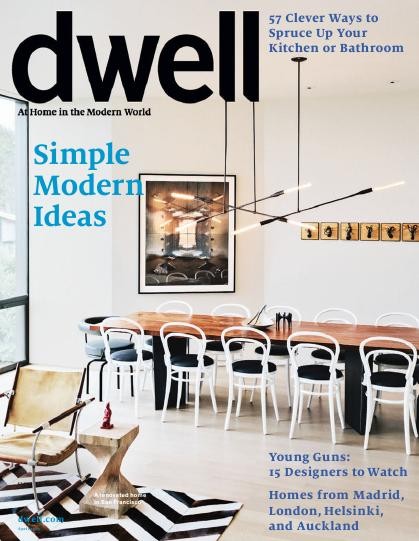 dwell
At Home in the Modern World
57 Clever Ways to
Spruce Up Your
Kitchen or Bathroom
Simple
Modern
Ideas
Young Guns:
15 Designers to Watch
Homes from Madrid,
London, Helsinki,
and Auckland
A renovated home
in San Francisco
dwell.com